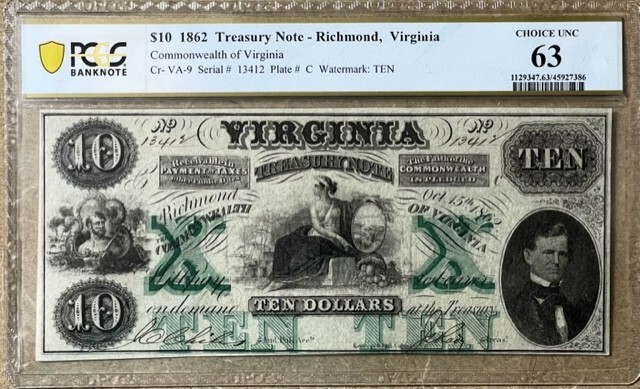 $10 1862 Treasury Note - Richmond, Virginia
Commonwealth of Virginia
Cr- VA-9 Serial # 13412 Plate # C Watermark: TEN
PCGS
BANKNOTE
CHOICE UNC
63
1129347.63/45927386
No 13412
VIRGINIA
No 13412
10
Receivable in
PAYMENT of TAXES
TREASURY NOTE
The Faith of the
COMMONWEALTH
IS PLEDGED
TEN
C
Richmond
Oct 15th 1862
COMMONWEALTH
OF VIRGINIA
X X
on demand
TEN DOLLARS
at the Treasury
10
TEN TEN